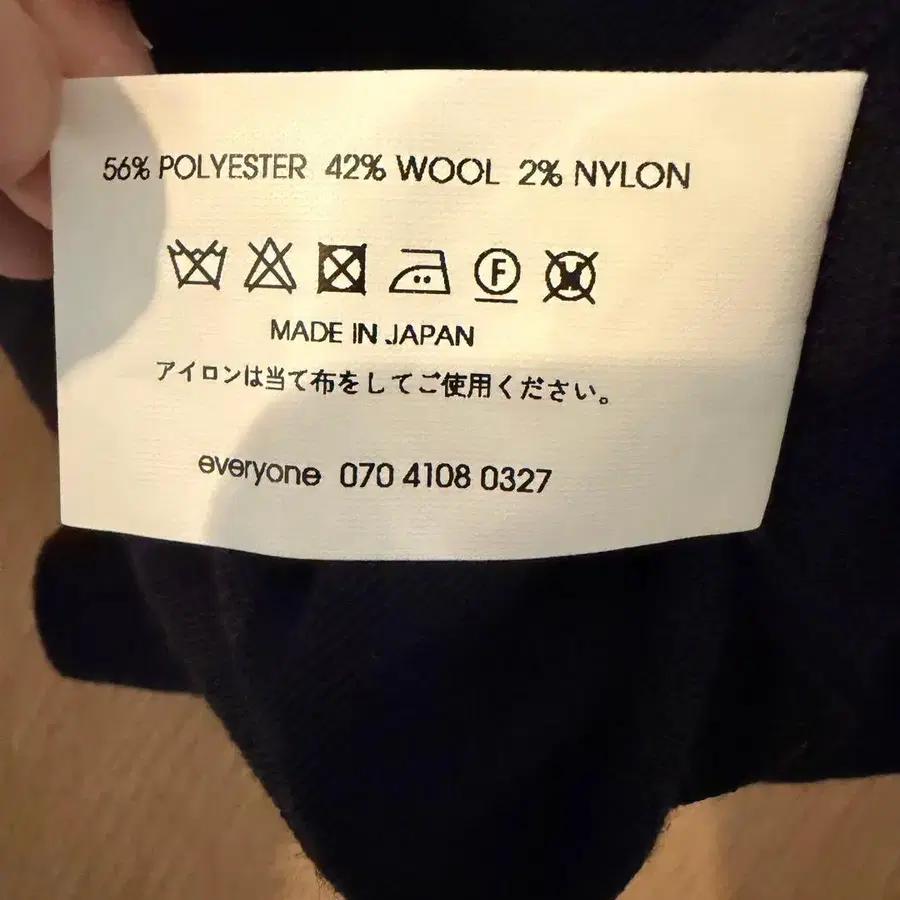 56% POLYESTER 42% WOOL 2% NYLON
F W
MADE IN JAPAN
アイロンは当て布をしてご使用ください。
everyone 070 4108 0327